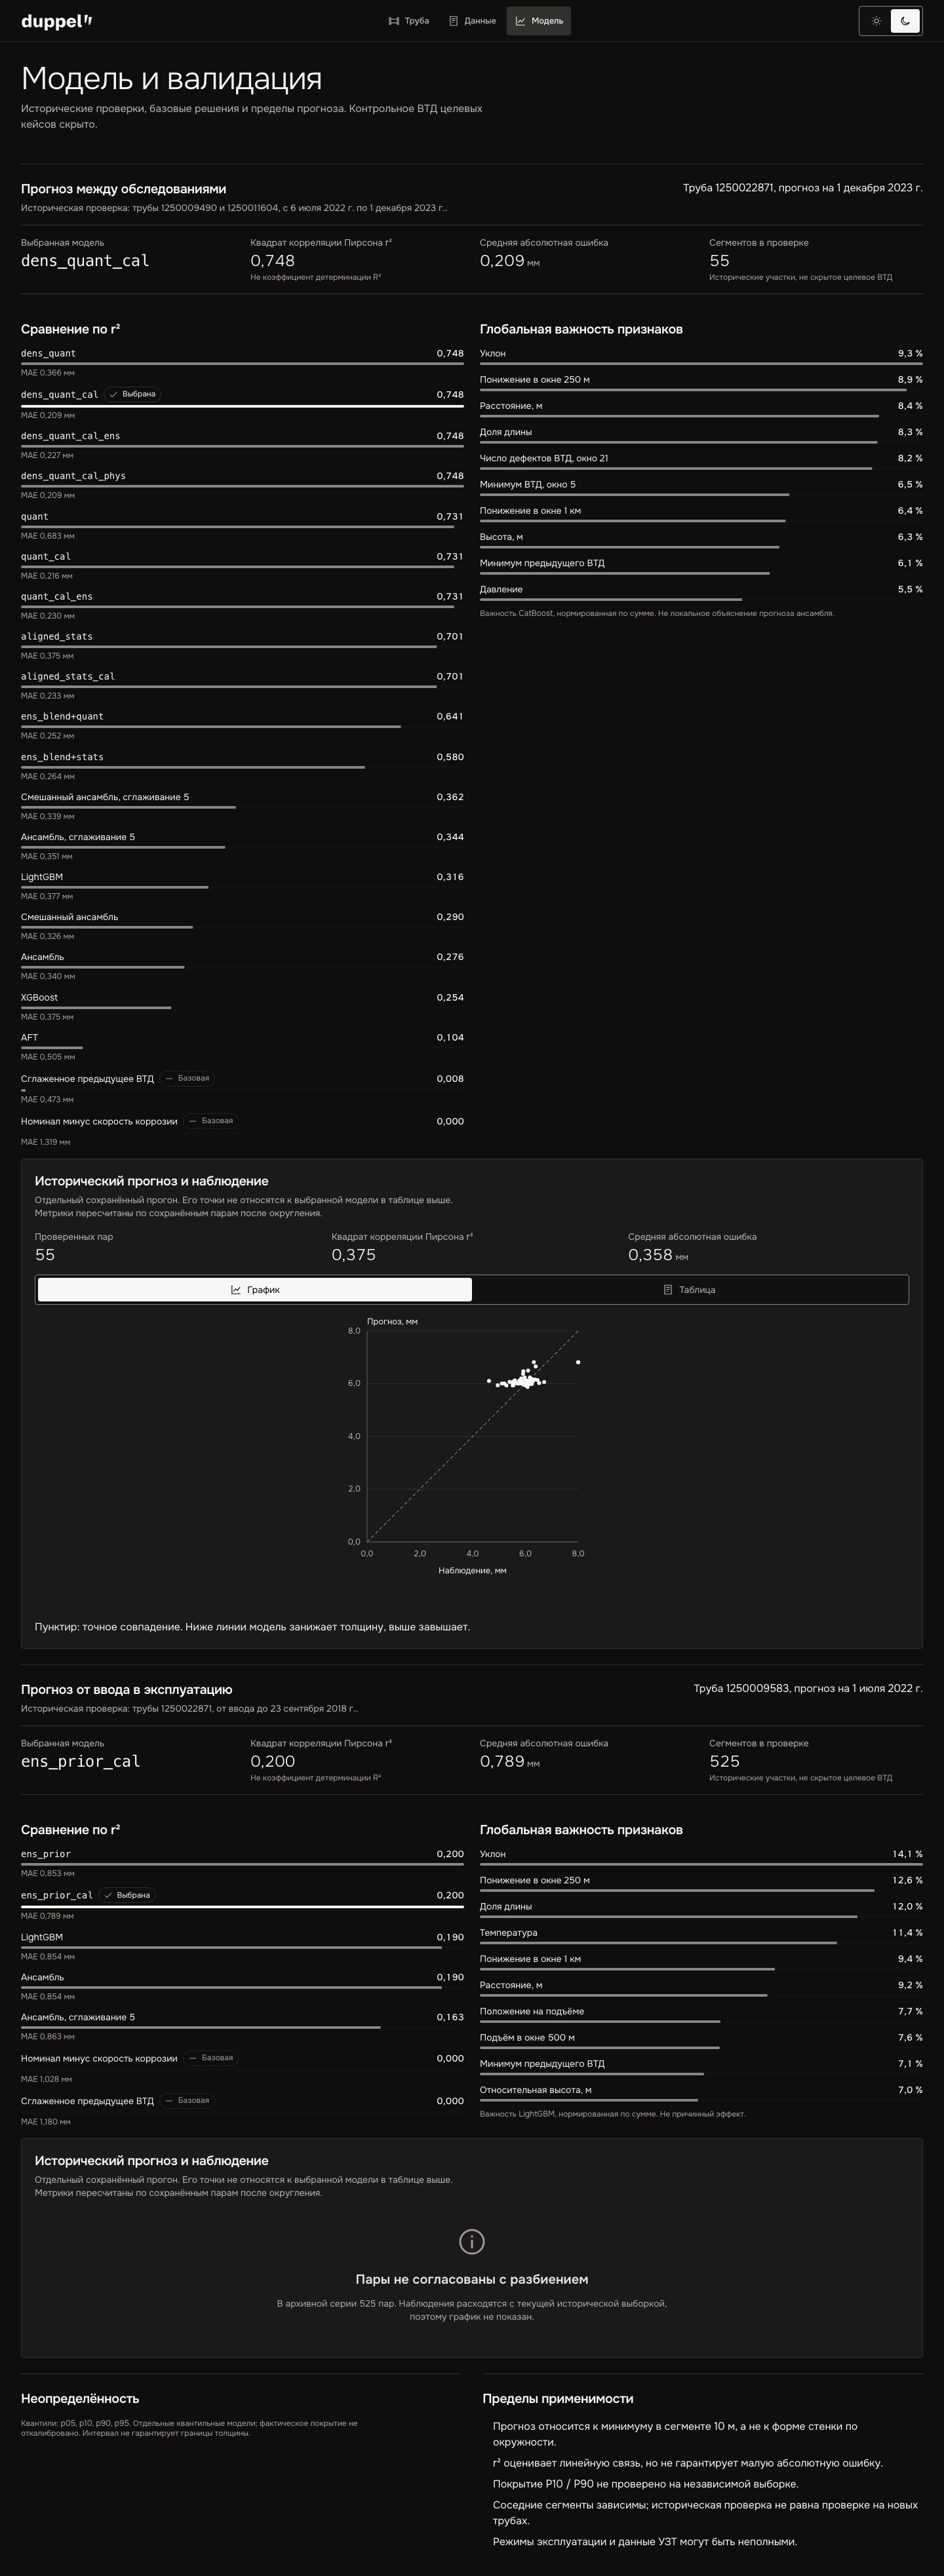 duppel
Труба
Данные
Модель
Модель и валидация
Исторические проверки, базовые решения и пределы прогноза. Контрольное ВТД целевых
кейсов скрыто.
Прогноз между обследованиями
Труба 1250022871, прогноз на 1 декабря 2023 г.
Историческая проверка: трубы 1250009490 и 1250011604, с 6 июля 2022 г. по 1 декабря 2023 г..
Выбранная модель
dens_quant_cal
Квадрат корреляции Пирсона r²
0,748
Не коэффициент детерминации R²
Средняя абсолютная ошибка
0,209 мм
Сегментов в проверке
55
Исторические участки, не скрытое целевое ВТД
Сравнение по r²
dens_quant 0,748
MAE 0,366 мм
dens_quant_cal Выбрана 0,748
MAE 0,209 мм
dens_quant_cal_ens 0,748
MAE 0,227 мм
dens_quant_cal_phys 0,748
MAE 0,209 мм
quant 0,731
MAE 0,683 мм
quant_cal 0,731
MAE 0,216 мм
quant_cal_ens 0,731
MAE 0,230 мм
aligned_stats 0,701
MAE 0,375 мм
aligned_stats_cal 0,701
MAE 0,233 мм
ens_blend+quant 0,641
MAE 0,252 мм
ens_blend+stats 0,580
MAE 0,264 мм
Смешанный ансамбль, сглаживание 5 0,362
MAE 0,339 мм
Ансамбль, сглаживание 5 0,344
MAE 0,351 мм
LightGBM 0,316
MAE 0,377 мм
Смешанный ансамбль 0,290
MAE 0,326 мм
Ансамбль 0,276
MAE 0,340 мм
XGBoost 0,254
MAE 0,375 мм
AFT 0,104
MAE 0,505 мм
Сглаженное предыдущее ВТД — Базовая 0,008
MAE 0,473 мм
Номинал минус скорость коррозии — Базовая 0,000
MAE 1,319 мм
Глобальная важность признаков
Уклон 9,3 %
Понижение в окне 250 м 8,9 %
Расстояние, м 8,4 %
Доля длины 8,3 %
Число дефектов ВТД, окно 21 8,2 %
Минимум ВТД, окно 5 6,5 %
Понижение в окне 1 км 6,4 %
Высота, м 6,3 %
Минимум предыдущего ВТД 6,1 %
Давление 5,5 %
Важность CatBoost, нормированная по сумме. Не локальное объяснение прогноза ансамбля.
Исторический прогноз и наблюдение
Отдельный сохранённый прогон. Его точки не относятся к выбранной модели в таблице выше.
Метрики пересчитаны по сохранённым парам после округления.
Проверенных пар
55
Квадрат корреляции Пирсона r²
0,375
Средняя абсолютная ошибка
0,358 мм
График
Таблица
Прогноз, мм
8,0
6,0
4,0
2,0
0,0
0,0 2,0 4,0 6,0 8,0
Наблюдение, мм
Пунктир: точное совпадение. Ниже линии модель занижает толщину, выше завышает.
Прогноз от ввода в эксплуатацию
Труба 1250009583, прогноз на 1 июля 2022 г.
Историческая проверка: трубы 1250022871, от ввода до 23 сентября 2018 г..
Выбранная модель
ens_prior_cal
Квадрат корреляции Пирсона r²
0,200
Не коэффициент детерминации R²
Средняя абсолютная ошибка
0,789 мм
Сегментов в проверке
525
Исторические участки, не скрытое целевое ВТД
Сравнение по r²
ens_prior 0,200
MAE 0,853 мм
ens_prior_cal Выбрана 0,200
MAE 0,789 мм
LightGBM 0,190
MAE 0,854 мм
Ансамбль 0,190
MAE 0,854 мм
Ансамбль, сглаживание 5 0,163
MAE 0,863 мм
Номинал минус скорость коррозии — Базовая 0,000
MAE 1,028 мм
Сглаженное предыдущее ВТД — Базовая 0,000
MAE 1,180 мм
Глобальная важность признаков
Уклон 14,1 %
Понижение в окне 250 м 12,6 %
Доля длины 12,0 %
Температура 11,4 %
Понижение в окне 1 км 9,4 %
Расстояние, м 9,2 %
Положение на подъёме 7,7 %
Подъём в окне 500 м 7,6 %
Минимум предыдущего ВТД 7,1 %
Относительная высота, м 7,0 %
Важность LightGBM, нормированная по сумме. Не причинный эффект.
Исторический прогноз и наблюдение
Отдельный сохранённый прогон. Его точки не относятся к выбранной модели в таблице выше.
Метрики пересчитаны по сохранённым парам после округления.
Пары не согласованы с разбиением
В архивной серии 525 пар. Наблюдения расходятся с текущей исторической выборкой,
поэтому график не показан.
Неопределённость
Квантили: p05, p10, p90, p95. Отдельные квантильные модели; фактическое покрытие не
откалибровано. Интервал не гарантирует границы толщины.
Пределы применимости
Прогноз относится к минимуму в сегменте 10 м, а не к форме стенки по
окружности.
r² оценивает линейную связь, но не гарантирует малую абсолютную ошибку.
Покрытие P10 / P90 не проверено на независимой выборке.
Соседние сегменты зависимы; историческая проверка не равна проверке на новых
трубах.
Режимы эксплуатации и данные УЗТ могут быть неполными.